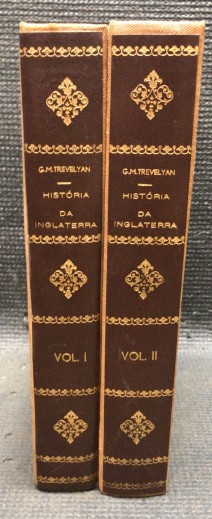 G.M.TREVELYAN
HISTÓRIA
DA
INGLATERRA
VOL. I
G.M.TREVELYAN
HISTÓRIA
DA
INGLATERRA
VOL. II